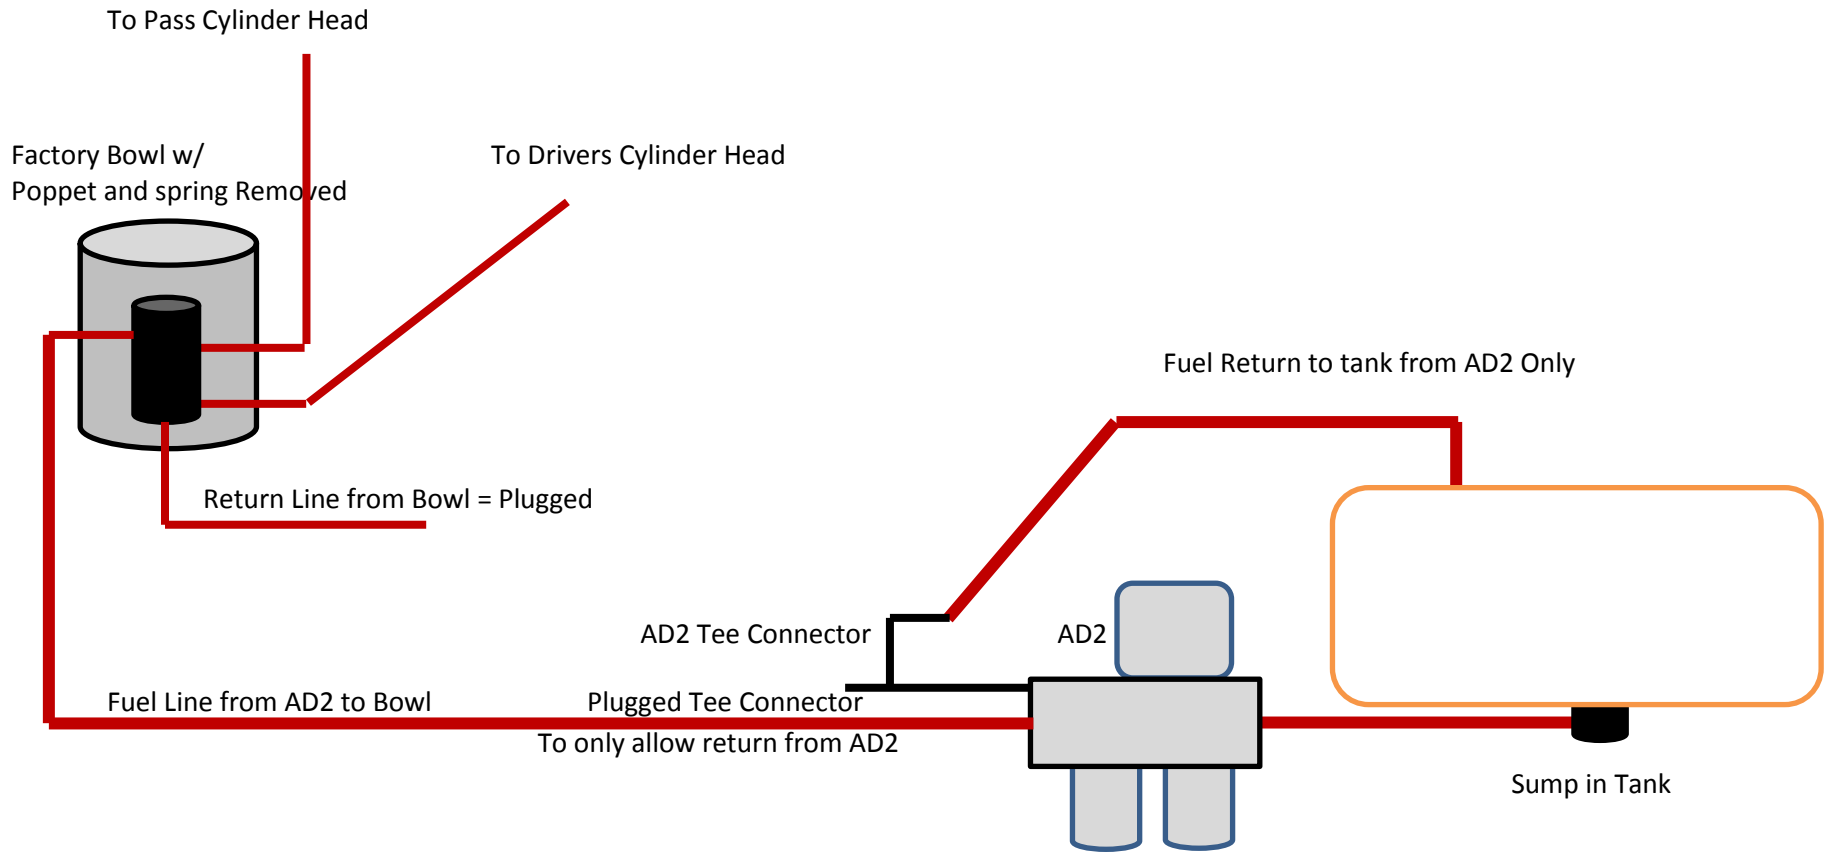 To Pass Cylinder Head
Factory Bowl w/
Poppet and spring Removed
To Drivers Cylinder Head
Fuel Return to tank from AD2 Only
Return Line from Bowl = Plugged
AD2 Tee Connector
AD2
Fuel Line from AD2 to Bowl
Plugged Tee Connector
To only allow return from AD2
Sump in Tank